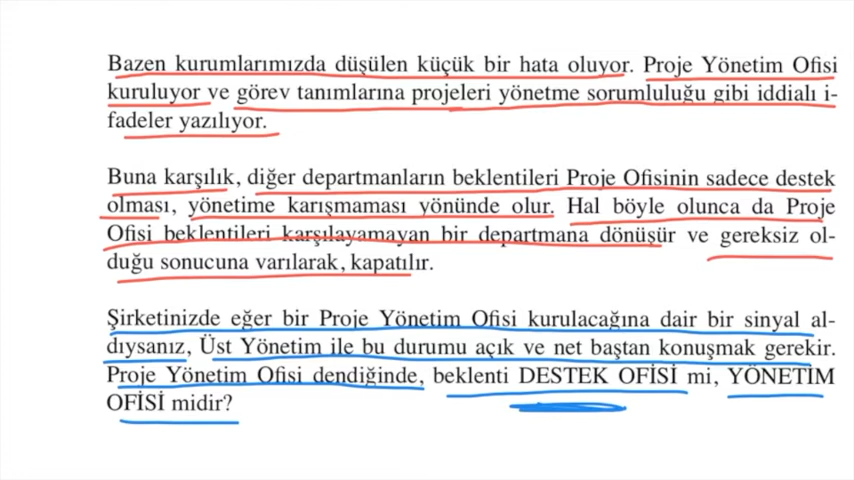 Bazen kurumlarımızda düşülen küçük bir hata oluyor. Proje Yönetim Ofisi
kuruluyor ve görev tanımlarına projeleri yönetme sorumluluğu gibi iddialı i-
fadeler yazılıyor.
Buna karşılık, diğer departmanların beklentileri Proje Ofisinin sadece destek
olması, yönetime karışmaması yönünde olur. Hal böyle olunca da Proje
Ofisi beklentileri karşılayamayan bir departmana dönüşür ve gereksiz ol-
duğu sonucuna varılarak, kapatılır.
Şirketinizde eğer bir Proje Yönetim Ofisi kurulacağına dair bir sinyal al-
dıysanız, Üst Yönetim ile bu durumu açık ve net baştan konuşmak gerekir.
Proje Yönetim Ofisi dendiğinde, beklenti DESTEK OFİSİ mi, YÖNETIM
OFİSİ midir?